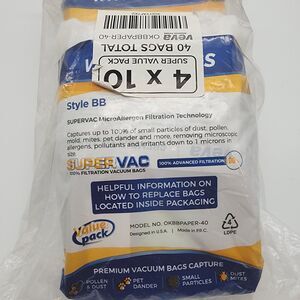 veva
OKBBPAPER-40
40 BAGS TOTAL
SUPER VALUE PACK
4 x 10
Style BB
SUPERVAC MicroAllergen Filtration Technology
Captures up to 100% of small particles of dust, pollen,
mold, mites, pet dander and more, removing microscopic
allergens, pollutants and irritants down to .1 microns in
size.
SUPERVAC
100% FILTRATION VACUUM BAGS
100% ADVANCED FILTRATION
HELPFUL INFORMATION ON
HOW TO REPLACE BAGS
LOCATED INSIDE PACKAGING
Value
pack
MODEL NO. OKBBPAPER-40
Designed in U.S.A. | Made in P.R.C.
LDPE
PREMIUM VACUUM BAGS CAPTURE
POLLEN
& DUST
PET
DANDER
SMALL
PARTICLES
DUST
MITES